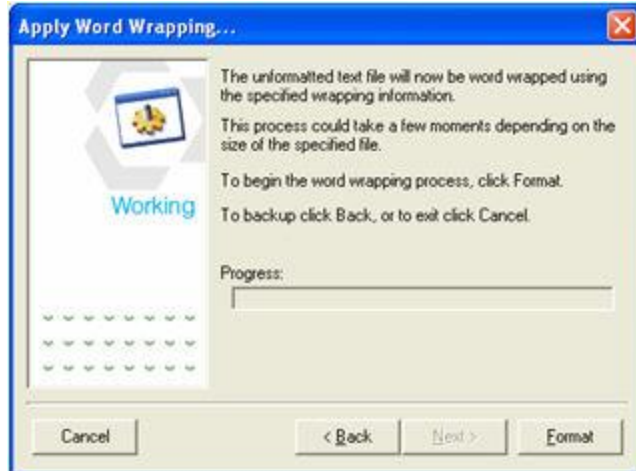 Apply Word Wrapping...
The unformatted text file will now be word wrapped using
the specified wrapping information.
This process could take a few moments depending on the
size of the specified file.
To begin the word wrapping process, click Format.
To backup click Back, or to exit click Cancel.
Working
Progress:
Cancel
< Back
Next >
Format